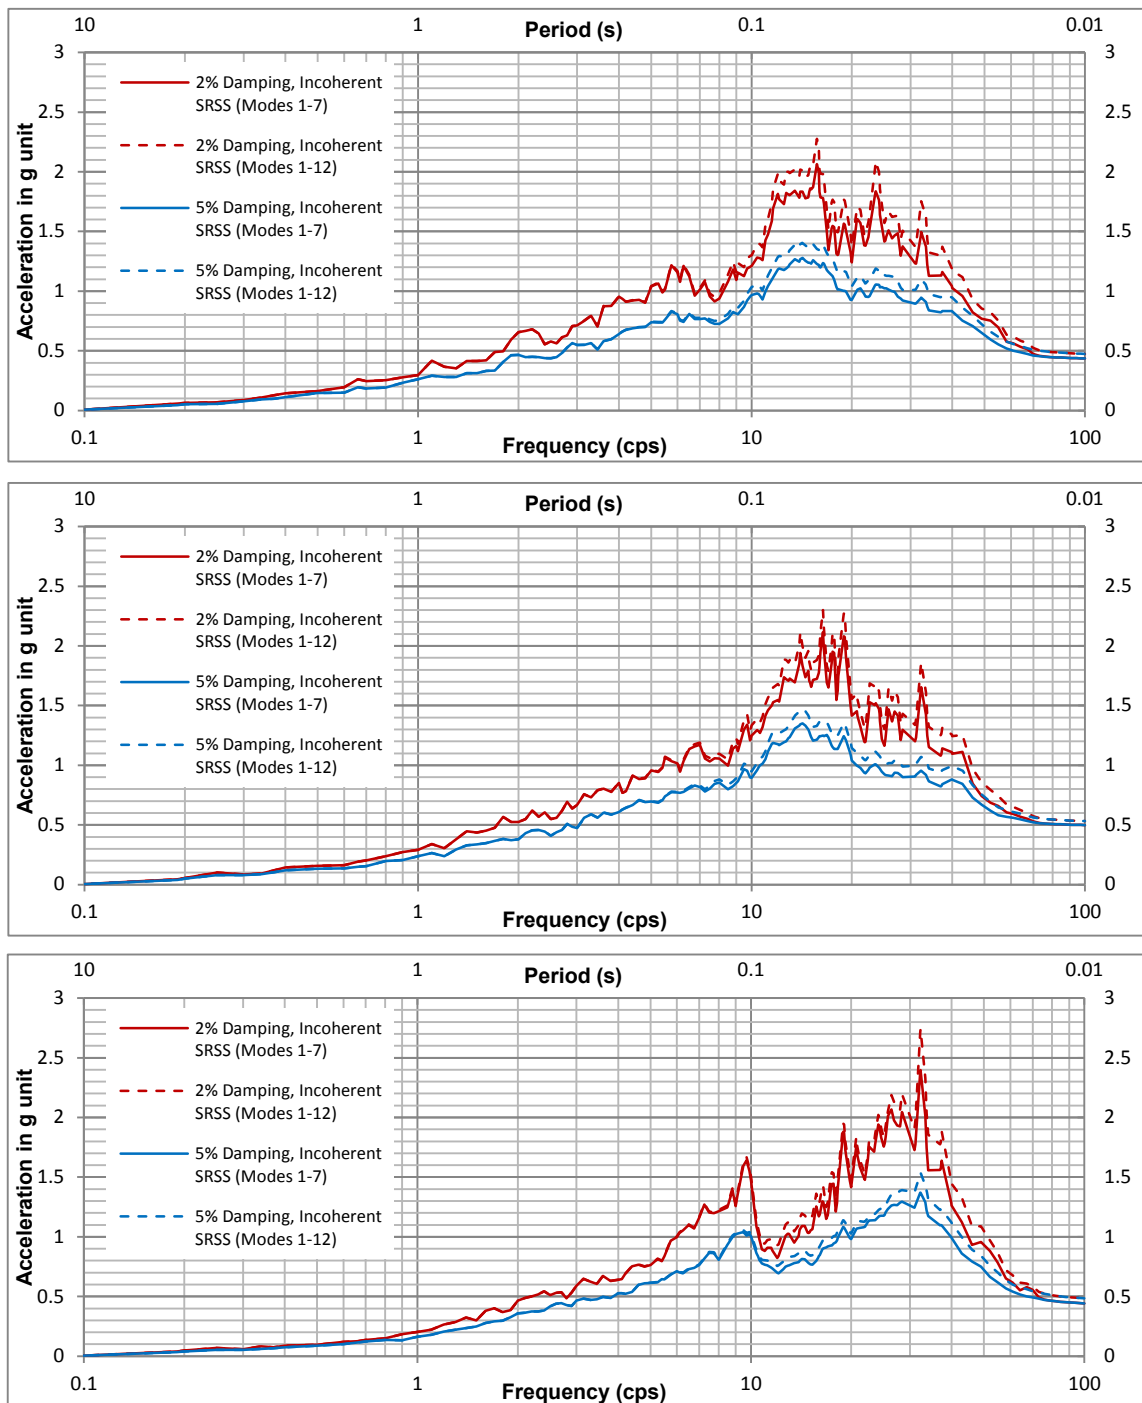 10 1 0.1 0.01
Period (s)
3 3
2.5 2.5
2 2
1.5 1.5
1 1
0.5 0.5
0 0
Acceleration in g unit
2% Damping, Incoherent
SRSS (Modes 1-7)
2% Damping, Incoherent
SRSS (Modes 1-12)
5% Damping, Incoherent
SRSS (Modes 1-7)
5% Damping, Incoherent
SRSS (Modes 1-12)
0.1 1 10 100
Frequency (cps)
10 1 0.1 0.01
Period (s)
3 3
2.5 2.5
2 2
1.5 1.5
1 1
0.5 0.5
0 0
Acceleration in g unit
2% Damping, Incoherent
SRSS (Modes 1-7)
2% Damping, Incoherent
SRSS (Modes 1-12)
5% Damping, Incoherent
SRSS (Modes 1-7)
5% Damping, Incoherent
SRSS (Modes 1-12)
0.1 1 10 100
Frequency (cps)
10 1 0.1 0.01
Period (s)
3 3
2.5 2.5
2 2
1.5 1.5
1 1
0.5 0.5
0 0
Acceleration in g unit
2% Damping, Incoherent
SRSS (Modes 1-7)
2% Damping, Incoherent
SRSS (Modes 1-12)
5% Damping, Incoherent
SRSS (Modes 1-7)
5% Damping, Incoherent
SRSS (Modes 1-12)
0.1 1 10 100
Frequency (cps)